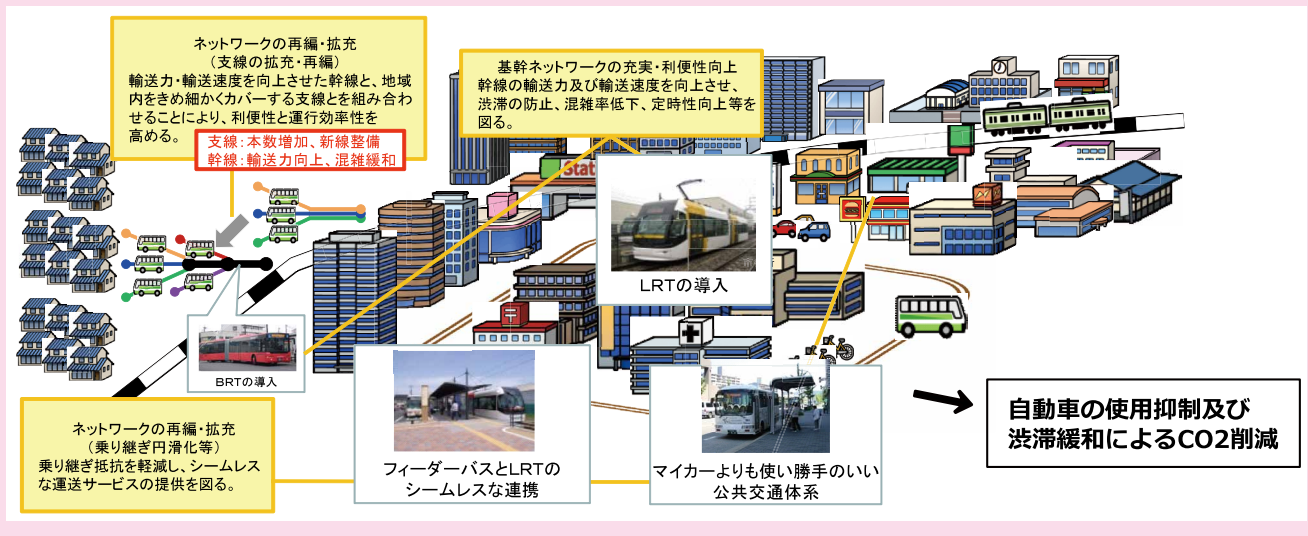 ネットワークの再編・拡充
（支線の拡充・再編）
輸送力・輸送速度を向上させた幹線と、地域
内をきめ細かくカバーする支線とを組み合わ
せることにより、利便性と運行効率性を
高める。
支線：本数増加、新線整備
幹線：輸送力向上、混雑緩和
基幹ネットワークの充実・利便性向上
幹線の輸送力及び輸送速度を向上させ、
渋滞の防止、混雑率低下、定時性向上等を
図る。
Stat
LRTの導入
〒
BRTの導入
ネットワークの再編・拡充
（乗り継ぎ円滑化等）
乗り継ぎ抵抗を軽減し、シームレス
な運送サービスの提供を図る。
フィーダーバスとLRTの
シームレスな連携
マイカーよりも使い勝手のいい
公共交通体系
自動車の使用抑制及び
渋滞緩和によるCO2削減